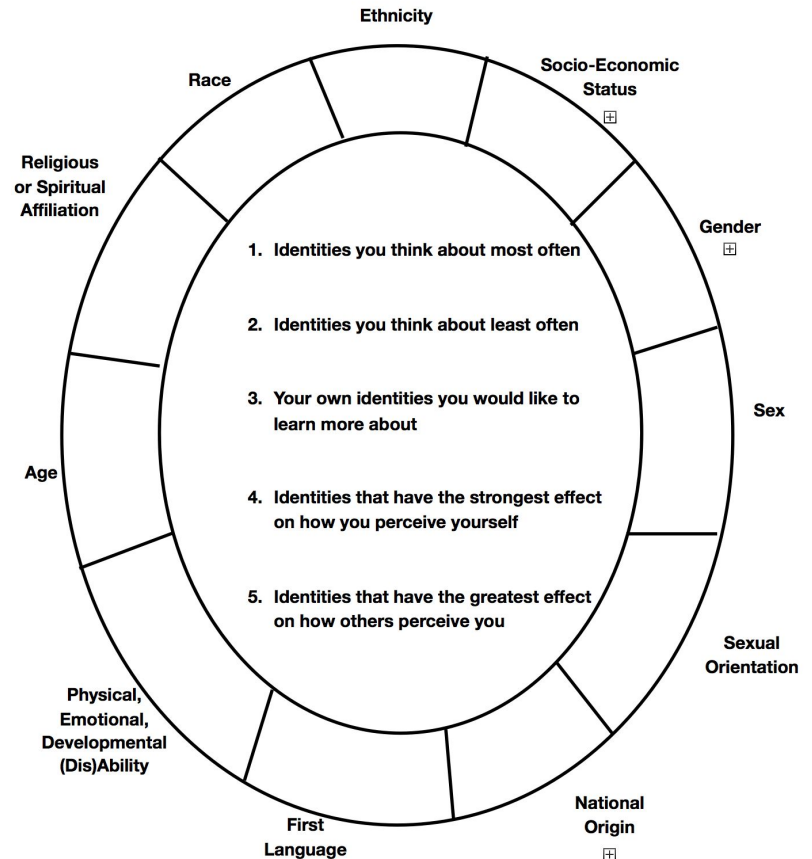 Ethnicity
Socio-Economic
Status
Race
Religious
or Spiritual
Affiliation
Gender
1. Identities you think about most often
2. Identities you think about least often
3. Your own identities you would like to
learn more about
Sex
Age
4. Identities that have the strongest effect
on how you perceive yourself
5. Identities that have the greatest effect
on how others perceive you
Sexual
Orientation
Physical,
Emotional,
Developmental
(Dis)Ability
National
Origin
First
Language